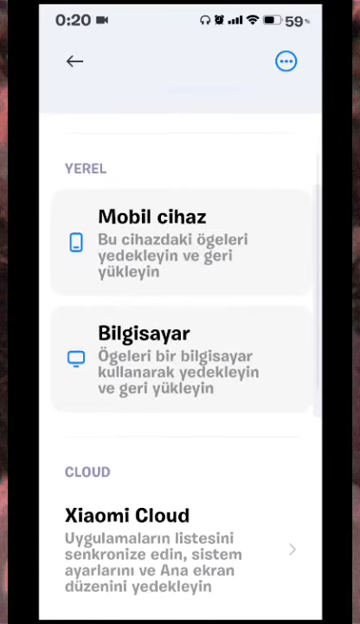 0:20
59
YEREL
Mobil cihaz
Bu cihazdaki ögeleri
yedekleyin ve geri
yükleyin
Bilgisayar
Ögeleri bir bilgisayar
kullanarak yedekleyin
ve geri yükleyin
CLOUD
Xiaomi Cloud
Uygulamaların listesini
senkronize edin, sistem
ayarlarını ve Ana ekran
düzenini yedekleyin